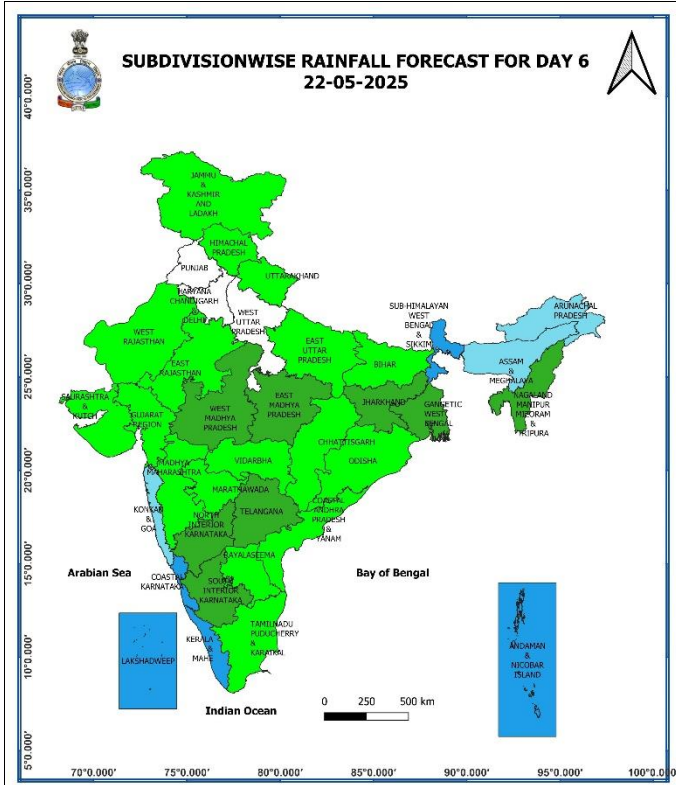 SUBDIVISIONWISE RAINFALL FORECAST FOR DAY 6
22-05-2025
40°0.000'
35°0.000'
30°0.000'
25°0.000'
20°0.000'
15°0.000'
10°0.000'
5°0.000'
JAMMU
&
KASHMIR
AND
LADAKH
HIMACHAL
PRADESH
PUNJAB
UTTARAKHAND
HARYANA
CHANDIGARH
&
DELHI
WEST
UTTAR
PRADESH
WEST
RAJASTHAN
EAST
RAJASTHAN
EAST
UTTAR
PRADESH
SUB-HIMALAYAN
WEST
BENGAL
&
SIKKIM
ARUNACHAL
PRADESH
ASSAM
&
MEGHALAYA
NAGALAND
MANIPUR
MIZORAM
&
TRIPURA
BIHAR
SAURASHTRA
&
KUTCH
GUJARAT
REGION
WEST
MADHYA
PRADESH
EAST
MADHYA
PRADESH
JHARKHAND
GANGETIC
WEST
BENGAL
CHHATTISGARH
ODISHA
MADHYA
MAHARASHTRA
VIDARBHA
MARATHAWADA
KONKAN
&
GOA
TELANGANA
COASTAL
ANDHRA
PRADESH
&
YANAM
NORTH
INTERIOR
KARNATAKA
RAYALASEEMA
COASTAL
KARNATAKA
SOUTH
INTERIOR
KARNATAKA
TAMILNADU
PUDUCHERRY
&
KARAIKAL
KERALA
&
MAHE
LAKSHADWEEP
ANDAMAN
&
NICOBAR
ISLAND
Arabian Sea
Bay of Bengal
Indian Ocean
0 250 500 km
70°0.000' 75°0.000' 80°0.000' 85°0.000' 90°0.000' 95°0.000' 100°0.000'